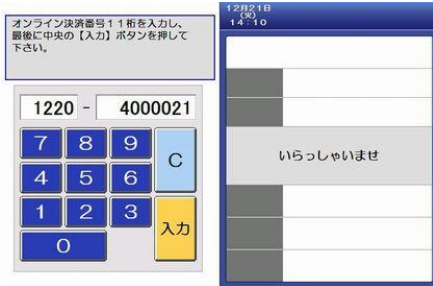 オンライン決済番号11桁を入力し、
最後に中央の【入力】ボタンを押して
下さい。
1220 - 4000021
7 8 9 C
4 5 6
1 2 3 入力
0
12月21日
(火)
14:10
いらっしゃいませ